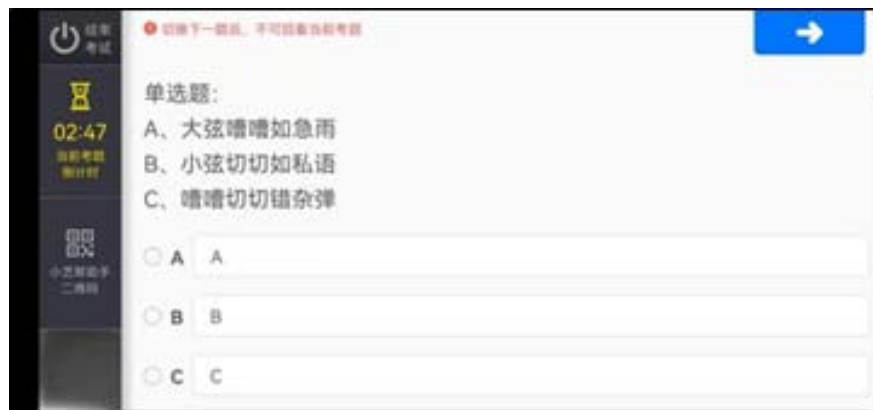 结束
考试
切换下一题后，不可回看当前考题
02:47
当前考题
倒计时
小艺帮助手
二维码
单选题:
A、大弦嘈嘈如急雨
B、小弦切切如私语
C、嘈嘈切切错杂弹
A A
B B
C C